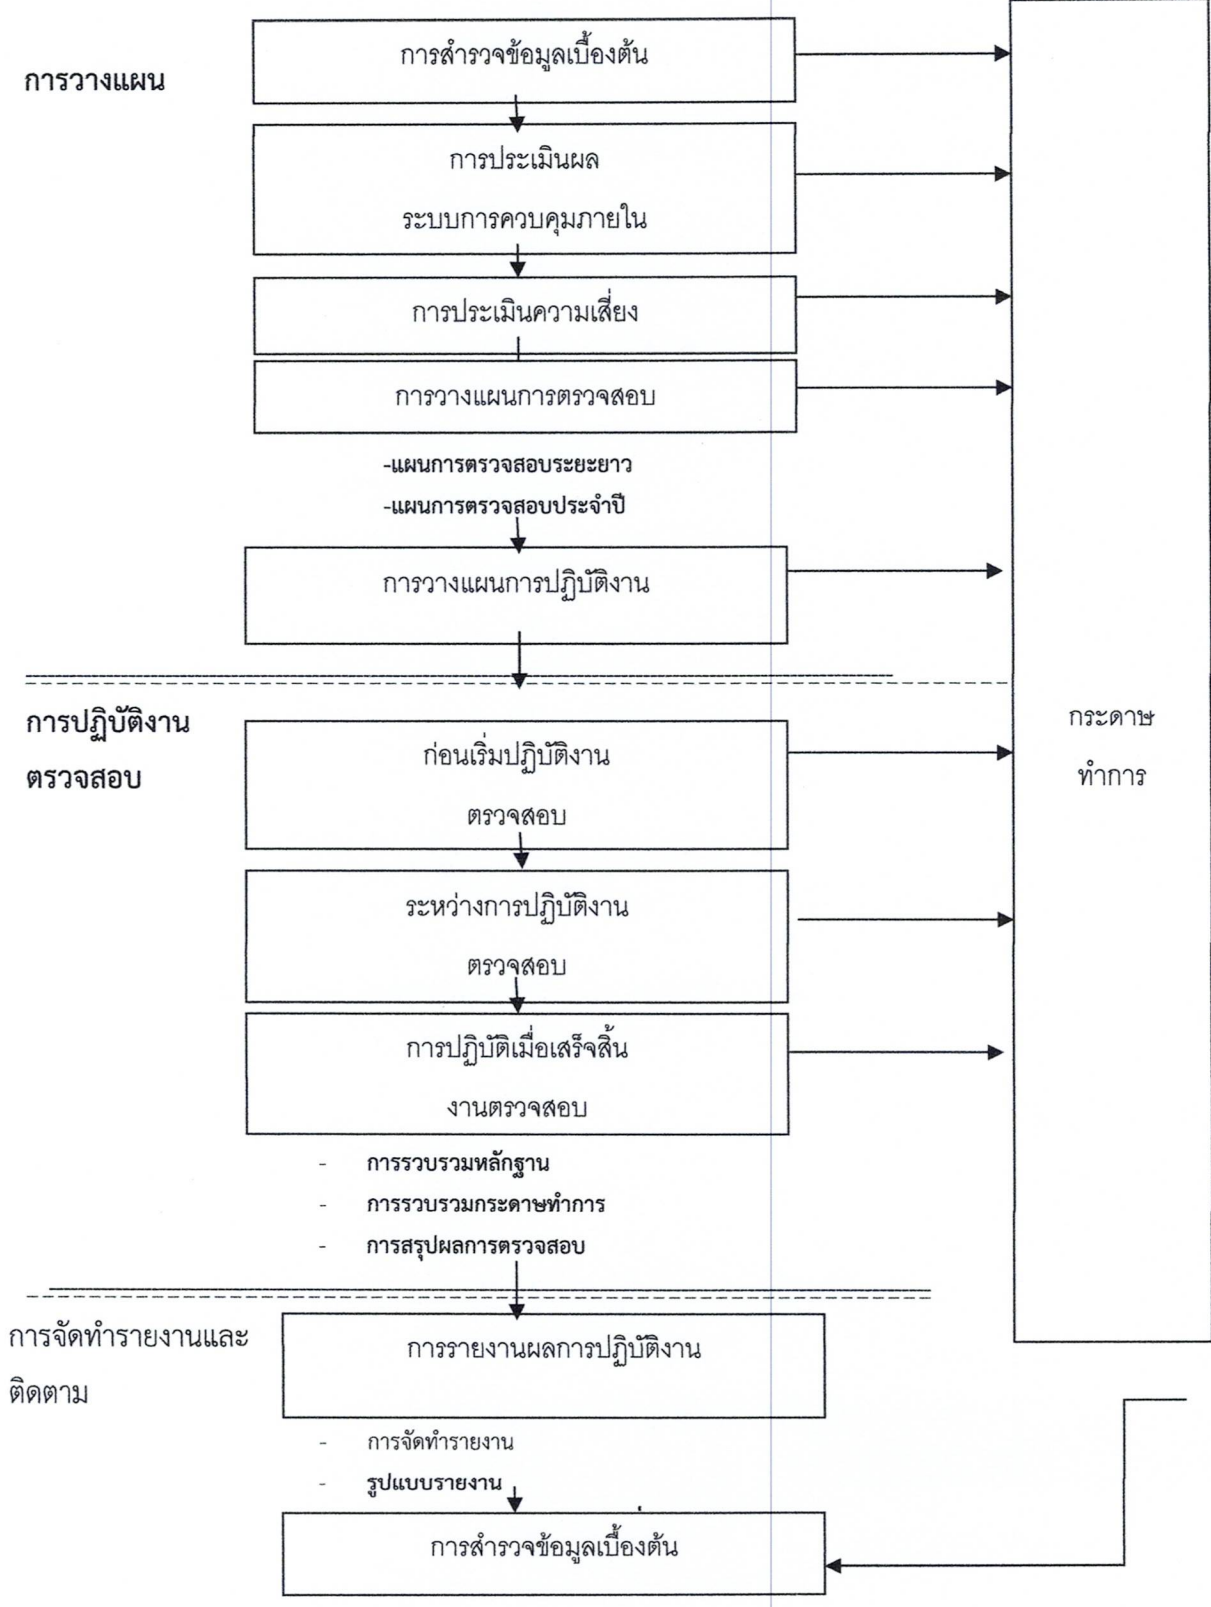 การสำรวจข้อมูลเบื้องต้น
การวางแผน
การประเมินผล
ระบบการควบคุมภายใน
การประเมินความเสี่ยง
การวางแผนการตรวจสอบ
-แผนการตรวจสอบระยะยาว
-แผนการตรวจสอบประจำปี
การวางแผนการปฏิบัติงาน
การปฏิบัติงาน
ตรวจสอบ
ก่อนเริ่มปฏิบัติงาน
ตรวจสอบ
กระดาษ
ทำการ
ระหว่างการปฏิบัติงาน
ตรวจสอบ
การปฏิบัติเมื่อเสร็จสิ้น
งานตรวจสอบ
- การรวบรวมหลักฐาน
- การรวบรวมกระดาษทำการ
- การสรุปผลการตรวจสอบ
การจัดทำรายงานและ
ติดตาม
การรายงานผลการปฏิบัติงาน
- การจัดทำรายงาน
- รูปแบบรายงาน
การสำรวจข้อมูลเบื้องต้น